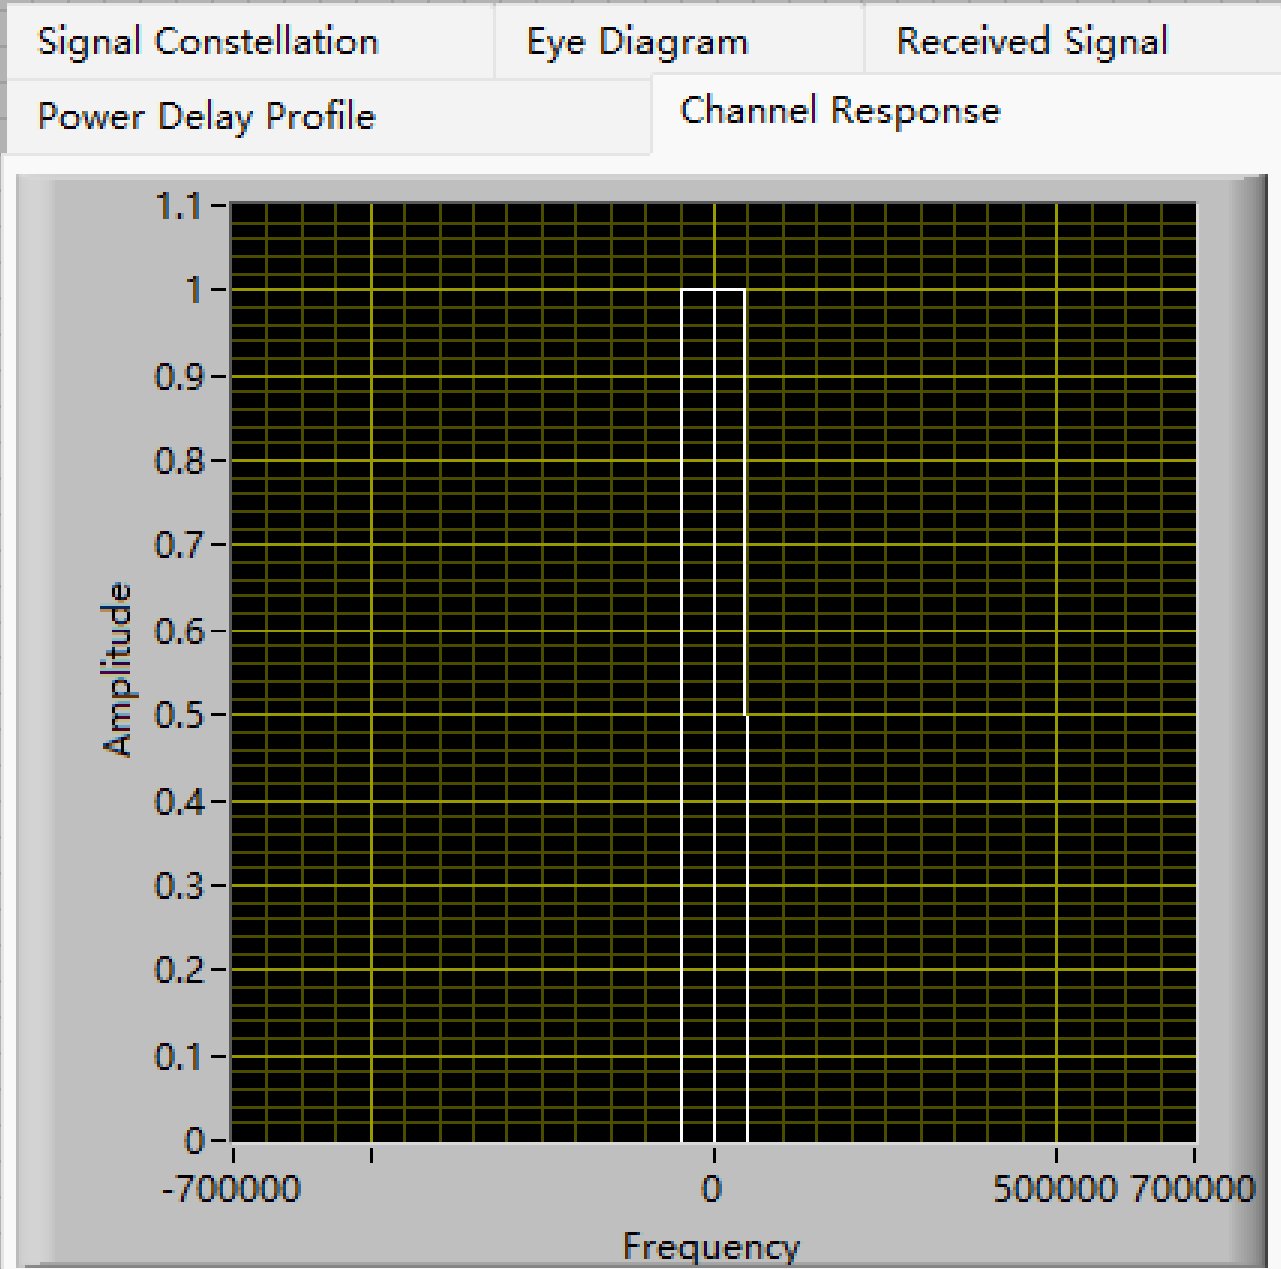 Signal Constellation
Eye Diagram
Received Signal
Power Delay Profile
Channel Response
1.1
1
0.9
0.8
0.7
0.6
0.5
0.4
0.3
0.2
0.1
0
Amplitude
-700000
0
500000
700000
Frequency